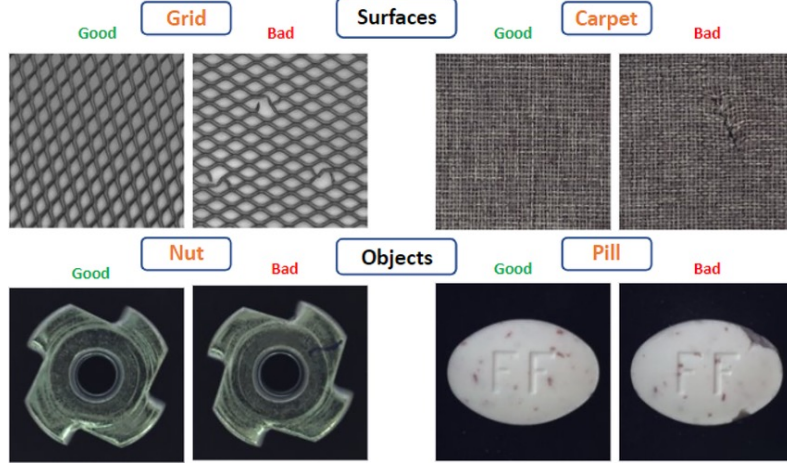 Grid
Surfaces
Carpet
Good
Bad
Good
Bad
Nut
Objects
Pill
Good
Bad
Good
Bad
FF
FF